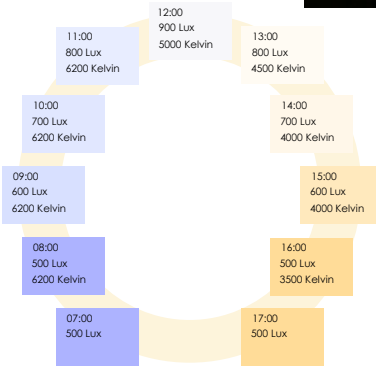 12:00
900 Lux
5000 Kelvin
11:00
800 Lux
6200 Kelvin
13:00
800 Lux
4500 Kelvin
10:00
700 Lux
6200 Kelvin
14:00
700 Lux
4000 Kelvin
09:00
600 Lux
6200 Kelvin
15:00
600 Lux
4000 Kelvin
08:00
500 Lux
6200 Kelvin
16:00
500 Lux
3500 Kelvin
07:00
500 Lux
17:00
500 Lux